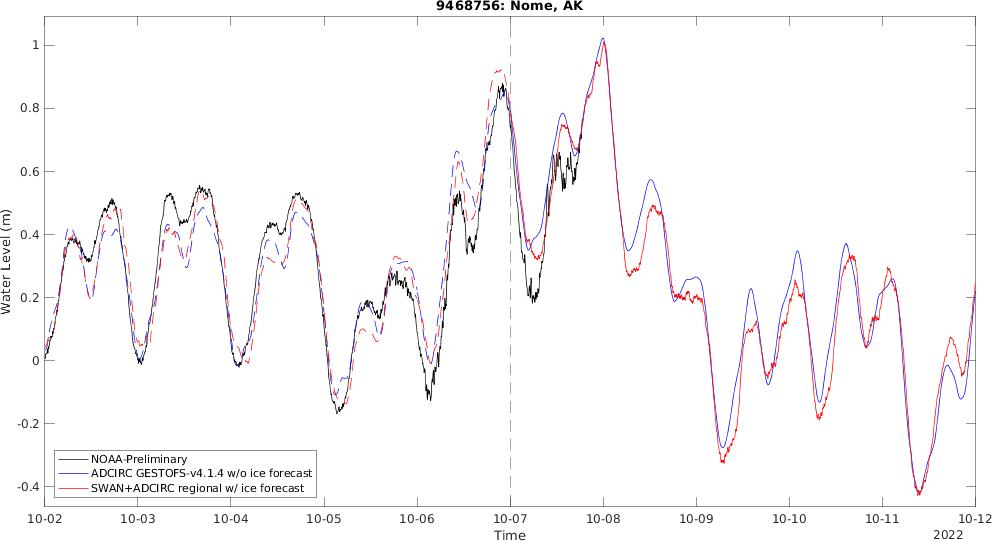 9468756: Nome, AK
1
0.8
0.6
0.4
0.2
0
-0.2
-0.4
Water Level (m)
NOAA-Preliminary
ADCIRC GESTOFS-v4.1.4 w/o ice forecast
SWAN+ADCIRC regional w/ ice forecast
10-02 10-03 10-04 10-05 10-06 10-07 10-08 10-09 10-10 10-11 10-12
Time
2022